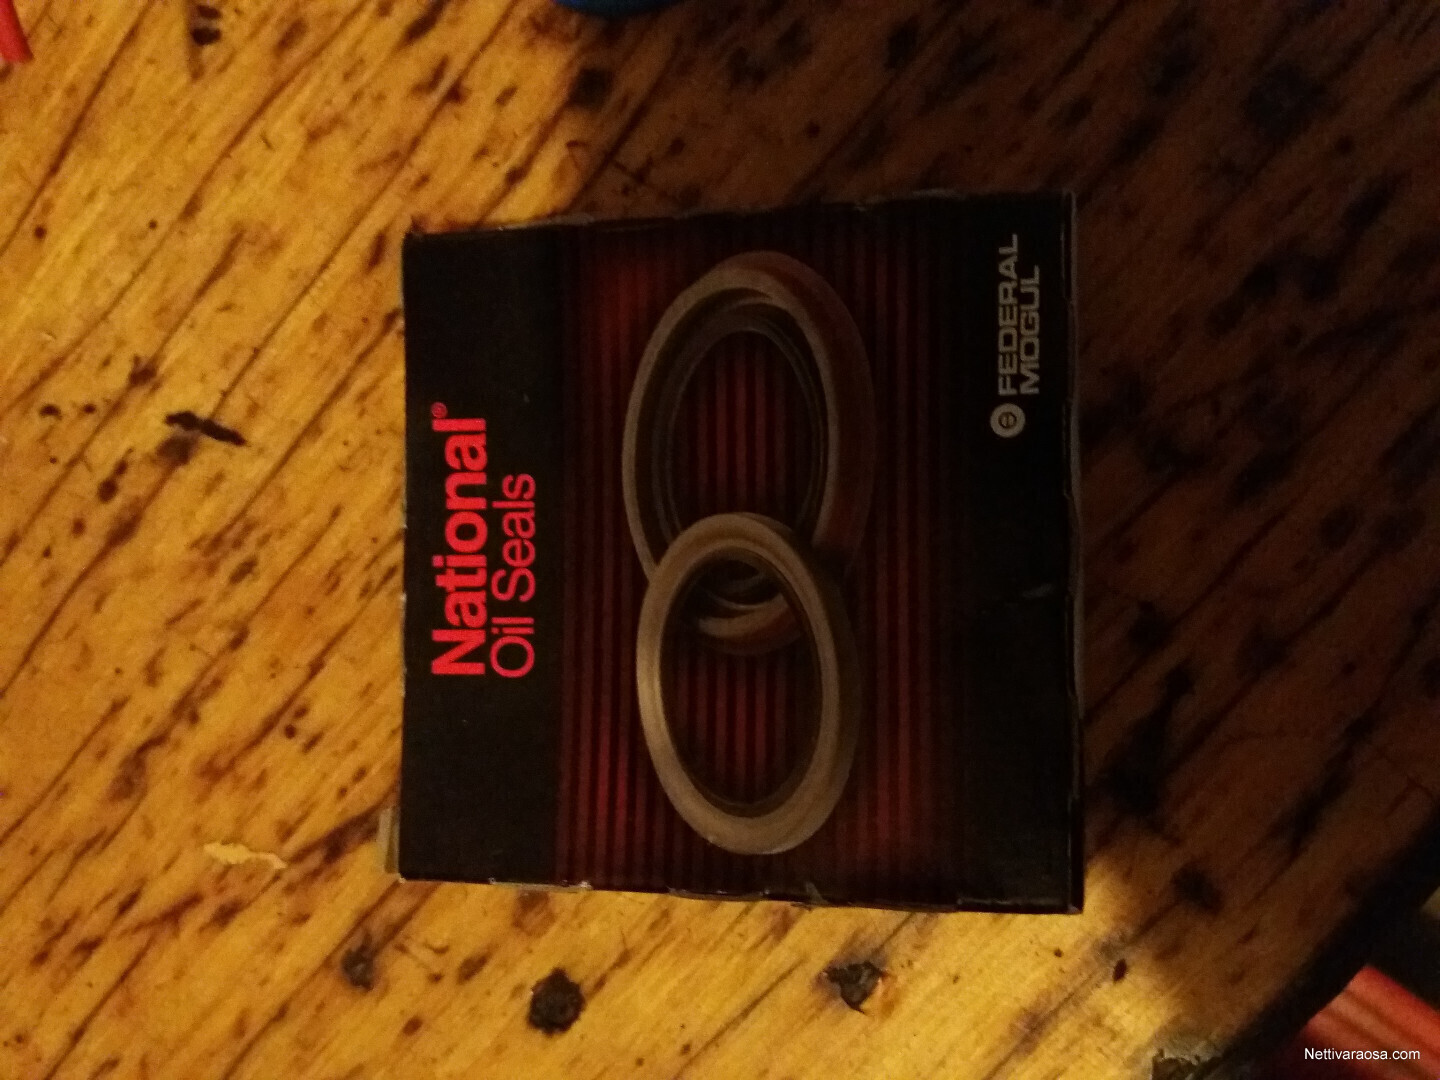 National®
Oil Seals
FEDERAL
MOGUL
Nettivaraosa.com